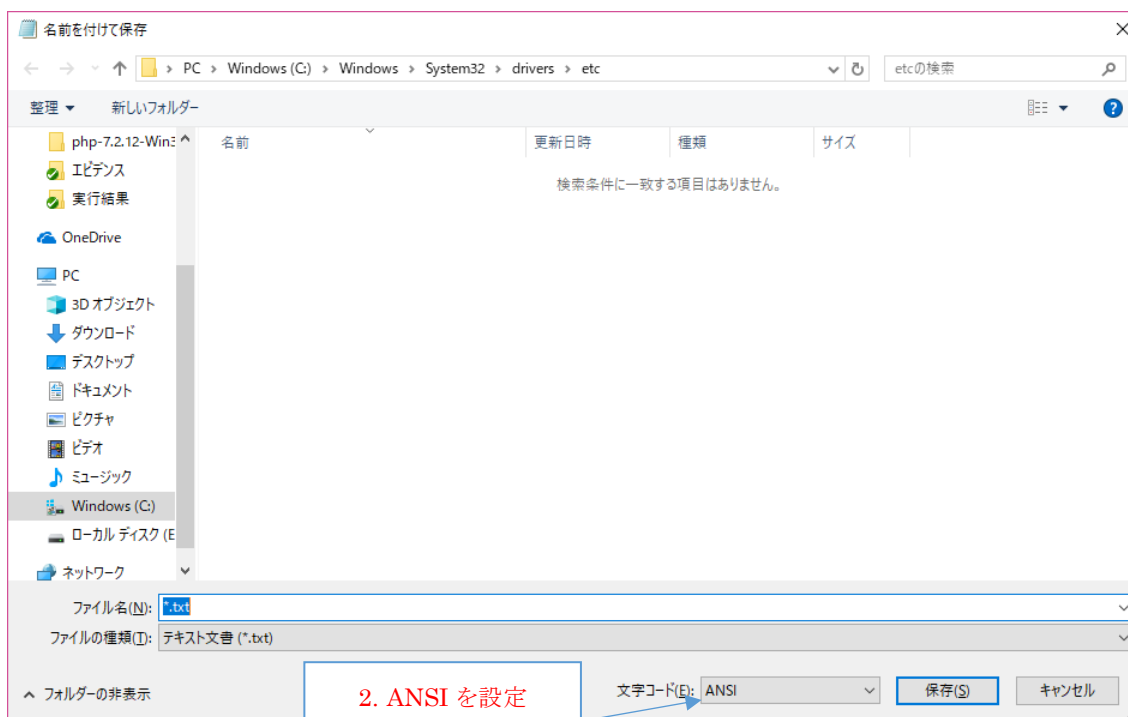 名前を付けて保存
PC > Windows (C:) > Windows > System32 > drivers > etc
etcの検索
整理
新しいフォルダー
名前
更新日時
種類
サイズ
検索条件に一致する項目はありません。
php-7.2.12-Win3
エビデンス
実行結果
OneDrive
PC
3D オブジェクト
ダウンロード
デスクトップ
ドキュメント
ピクチャ
ビデオ
ミュージック
Windows (C:)
ローカル ディスク (E
ネットワーク
ファイル名(N): *.txt
ファイルの種類(T): テキスト文書 (*.txt)
フォルダーの非表示
2. ANSI を設定
文字コード(E): ANSI
保存(S)
キャンセル